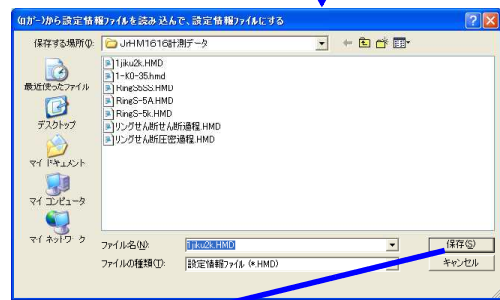 (ﾛｶﾞｰ)から設定情報ﾌｧｲﾙを読み込んで、設定情報ﾌｧｲﾙにする
保存する場所(I): JrHM1616計測データ
最近使ったファイル
デスクトップ
マイ ドキュメント
マイ コンピュータ
マイ ネットワーク
1jiku2k.HMD
1-K0-35.hmd
RingSSSS.HMD
RingS-5A.HMD
RingS-5k.HMD
リングせん断せん断過程.HMD
リングせん断圧密過程.HMD
ファイル名(N): 1jiku2k.HMD 保存(S)
ファイルの種類(T): 設定情報ﾌｧｲﾙ (*.HMD) キャンセル